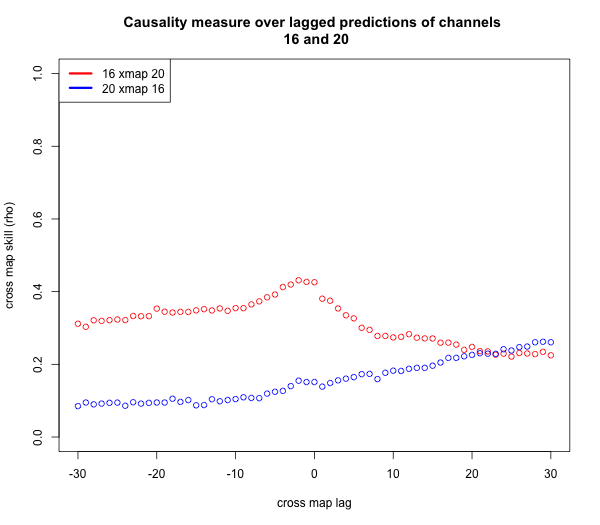 Causality measure over lagged predictions of channels
16 and 20
16 xmap 20
20 xmap 16
cross map skill (rho)
1.0
0.8
0.6
0.4
0.2
0.0
-30 -20 -10 0 10 20 30
cross map lag